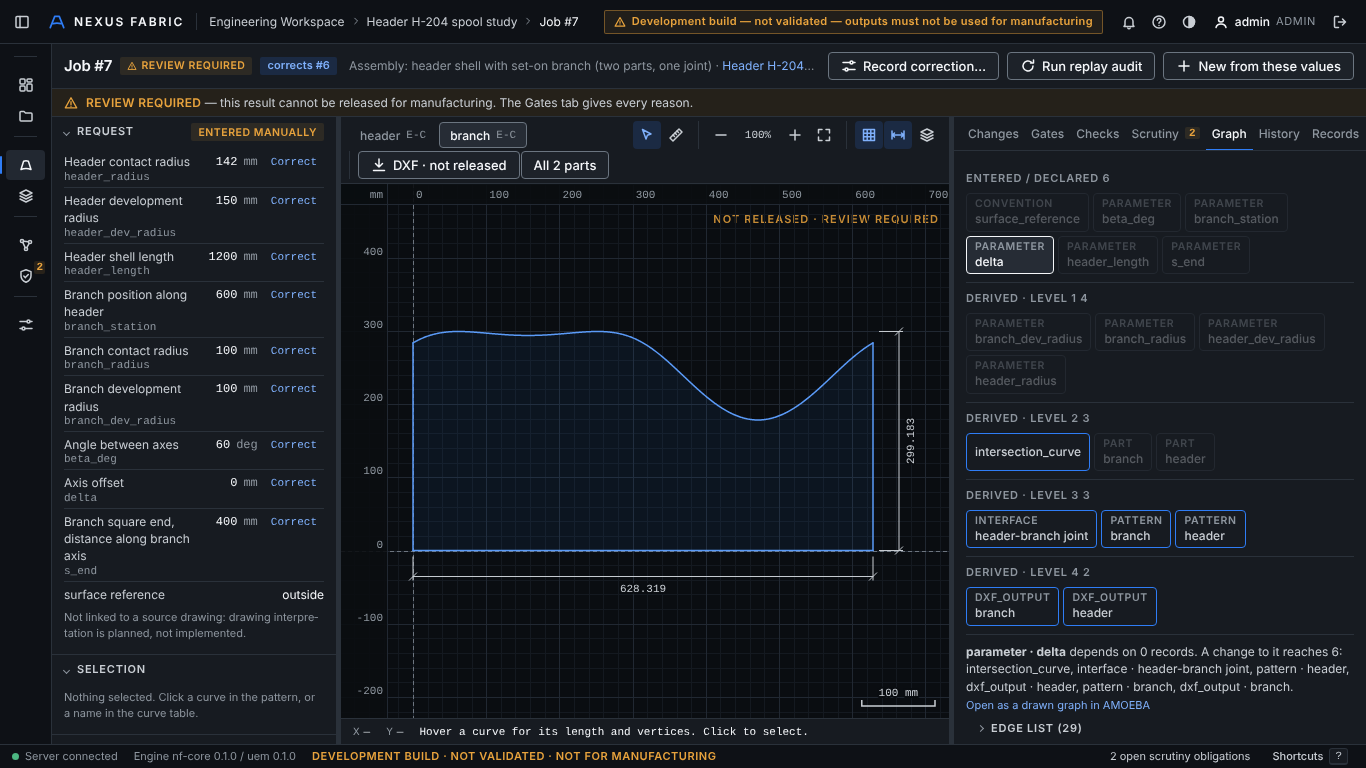 NEXUS FABRIC
Engineering Workspace
Header H-204 spool study
Job #7
Development build — not validated — outputs must not be used for manufacturing
admin ADMIN
Job #7
REVIEW REQUIRED
corrects #6
Assembly: header shell with set-on branch (two parts, one joint) · Header H-204...
Record correction...
Run replay audit
New from these values
REVIEW REQUIRED — this result cannot be released for manufacturing. The Gates tab gives every reason.
2
REQUEST
ENTERED MANUALLY
Header contact radius 142 mm Correct
header_radius
Header development 150 mm Correct
radius
header_dev_radius
Header shell length 1200 mm Correct
header_length
Branch position along 600 mm Correct
header
branch_station
Branch contact radius 100 mm Correct
branch_radius
Branch development 100 mm Correct
radius
branch_dev_radius
Angle between axes 60 deg Correct
beta_deg
Axis offset 0 mm Correct
delta
Branch square end, 400 mm Correct
distance along branch
axis
s_end
surface reference outside
Not linked to a source drawing: drawing interpre-
tation is planned, not implemented.
SELECTION
Nothing selected. Click a curve in the pattern, or
a name in the curve table.
header E-C
branch E-C
100%
DXF · not released
All 2 parts
mm 0 100 200 300 400 500 600 700
NOT RELEASED · REVIEW REQUIRED
400
300
200
100
0
-100
-200
299.183
628.319
100 mm
X — Y — Hover a curve for its length and vertices. Click to select.
Changes Gates Checks Scrutiny 2 Graph History Records
ENTERED / DECLARED 6
CONVENTION
surface_reference
PARAMETER
beta_deg
PARAMETER
branch_station
PARAMETER
delta
PARAMETER
header_length
PARAMETER
s_end
DERIVED · LEVEL 1 4
PARAMETER
branch_dev_radius
PARAMETER
branch_radius
PARAMETER
header_dev_radius
PARAMETER
header_radius
DERIVED · LEVEL 2 3
intersection_curve
PART
branch
PART
header
DERIVED · LEVEL 3 3
INTERFACE
header-branch joint
PATTERN
branch
PATTERN
header
DERIVED · LEVEL 4 2
DXF_OUTPUT
branch
DXF_OUTPUT
header
parameter · delta depends on 0 records. A change to it reaches 6:
intersection_curve, interface · header-branch joint, pattern · header,
dxf_output · header, pattern · branch, dxf_output · branch.
Open as a drawn graph in AMOEBA
EDGE LIST (29)
Server connected
Engine nf-core 0.1.0 / uem 0.1.0
DEVELOPMENT BUILD · NOT VALIDATED · NOT FOR MANUFACTURING
2 open scrutiny obligations
Shortcuts ?